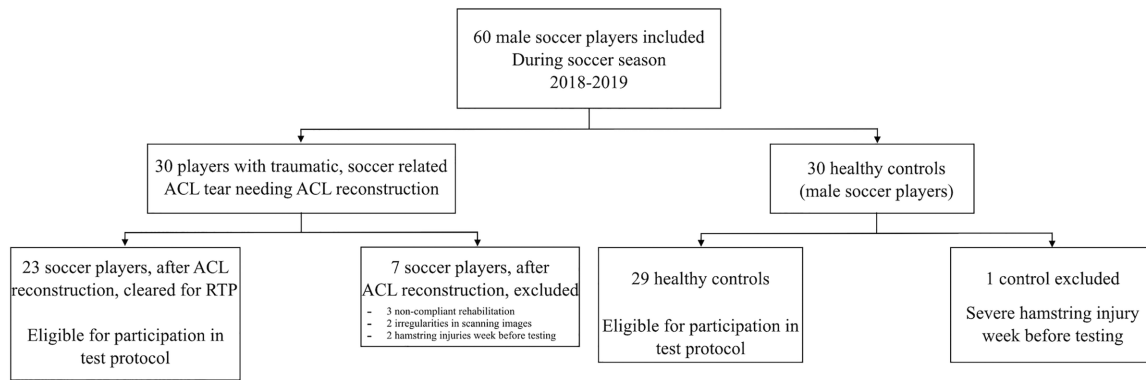 60 male soccer players included
During soccer season
2018-2019
30 players with traumatic, soccer related
ACL tear needing ACL reconstruction
30 healthy controls
(male soccer players)
23 soccer players, after ACL
reconstruction, cleared for RTP
Eligible for participation in
test protocol
7 soccer players, after
ACL reconstruction, excluded
- 3 non-compliant rehabilitation
- 2 irregularities in scanning images
- 2 hamstring injuries week before testing
29 healthy controls
Eligible for participation in
test protocol
1 control excluded
Severe hamstring injury
week before testing